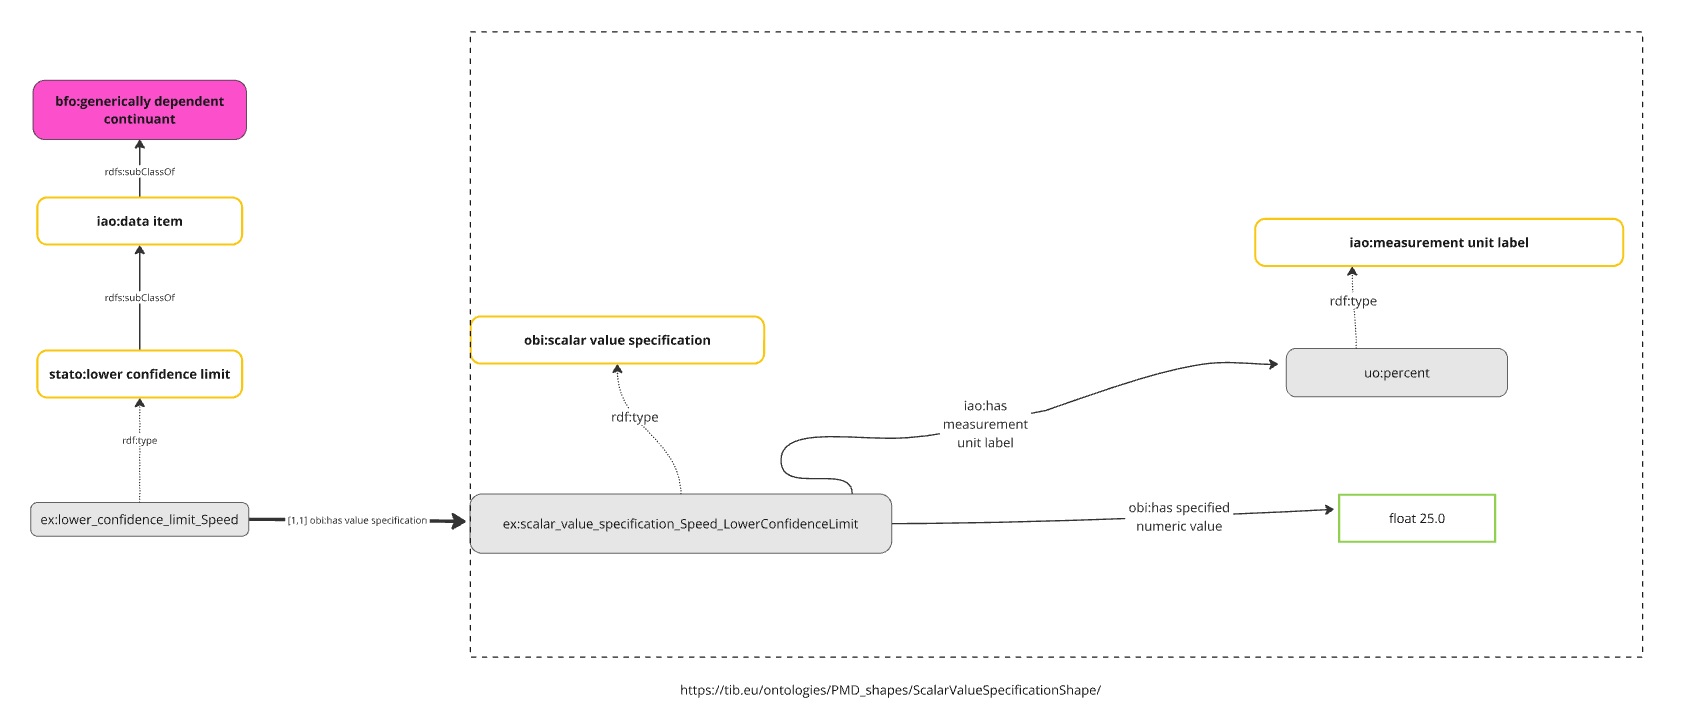 bfo:generically dependent
continuant
rdfs:subClassOf
iao:data item
rdfs:subClassOf
stato:lower confidence limit
rdf:type
ex:lower_confidence_limit_Speed
[1,1] obi:has value specification
obi:scalar value specification
rdf:type
ex:scalar_value_specification_Speed_LowerConfidenceLimit
iao:has
measurement
unit label
iao:measurement unit label
rdf:type
uo:percent
obi:has specified
numeric value
float 25.0
https://tib.eu/ontologies/PMD_shapes/ScalarValueSpecificationShape/